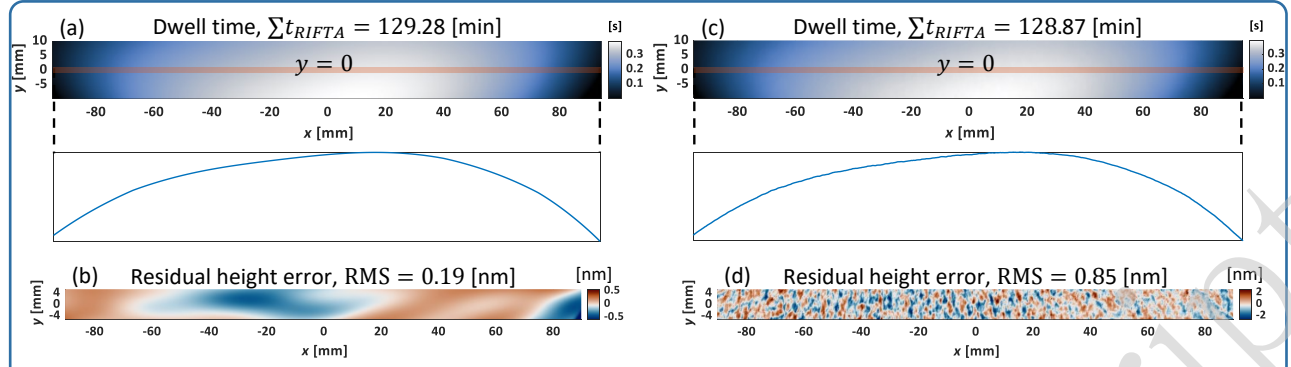 (a) Dwell time, ∑t_RIFTA = 129.28 [min]
[s]
10
5
0
-5
y [mm]
y = 0
0.3
0.2
0.1
-80 -60 -40 -20 0 20 40 60 80
x [mm]
(b) Residual height error, RMS = 0.19 [nm]
[nm]
4
0
-4
y [mm]
0.5
-0.5
-80 -60 -40 -20 0 20 40 60 80
x [mm]
(c) Dwell time, ∑t_RIFTA = 128.87 [min]
[s]
10
5
0
-5
y [mm]
y = 0
0.3
0.2
0.1
-80 -60 -40 -20 0 20 40 60 80
x [mm]
(d) Residual height error, RMS = 0.85 [nm]
[nm]
4
0
-4
y [mm]
2
0
-2
-80 -60 -40 -20 0 20 40 60 80
x [mm]